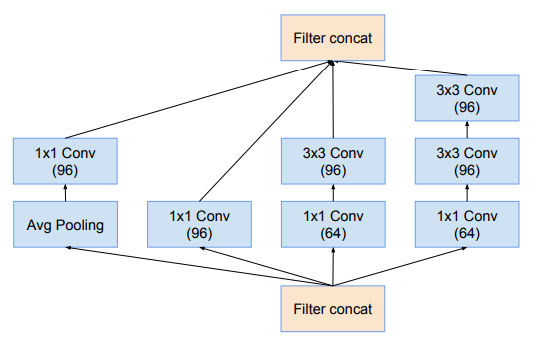 Filter concat
3x3 Conv
(96)
1x1 Conv
(96)
3x3 Conv
(96)
3x3 Conv
(96)
Avg Pooling
1x1 Conv
(96)
1x1 Conv
(64)
1x1 Conv
(64)
Filter concat